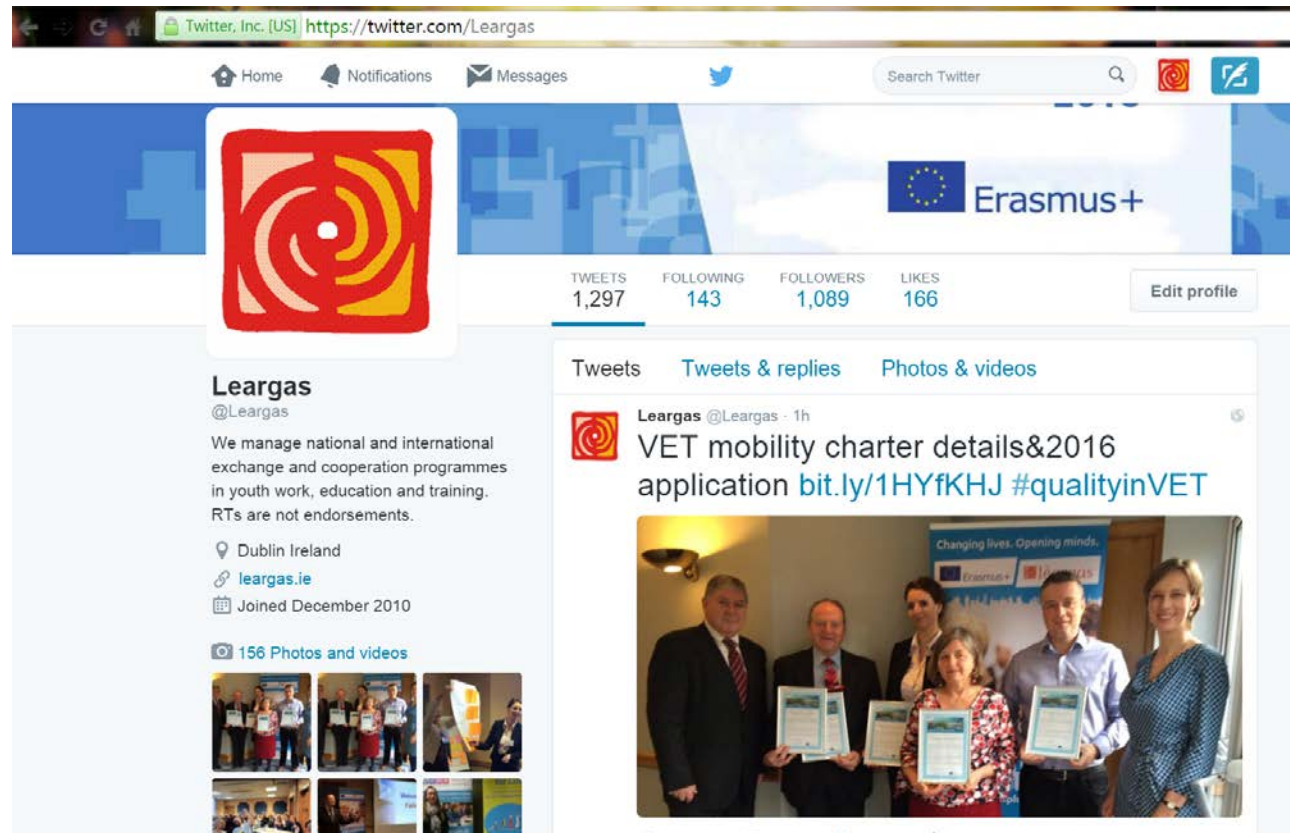 Twitter, Inc. [US] https://twitter.com/Leargas
Home Notifications Messages Search Twitter
Erasmus+
TWEETS FOLLOWING FOLLOWERS LIKES
1,297 143 1,089 166
Edit profile
Leargas
@Leargas
We manage national and international
exchange and cooperation programmes
in youth work, education and training.
RTs are not endorsements.
Dublin Ireland
leargas.ie
Joined December 2010
156 Photos and videos
Tweets Tweets & replies Photos & videos
Leargas @Leargas · 1h
VET mobility charter details&2016
application bit.ly/1HYfKHJ #qualityinVET
Changing lives. Opening minds.
Erasmus+ léargas